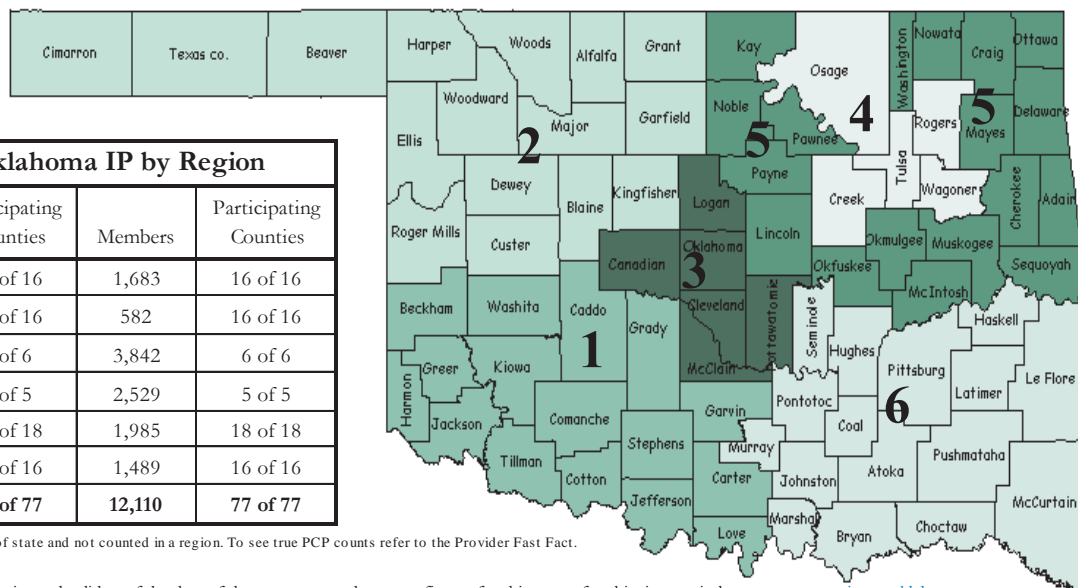 Cimarron Texas co. Beaver Harper Woods Alfalfa Grant Kay Osage Washington Nowata Craig Ottawa
Ellis Woodward Major Garfield Noble Pawnee Rogers Mayes Delaware
2 5 4 5
klahoma IP by Region
cipating Participating
unties Members Counties
of 16 1,683 16 of 16
of 16 582 16 of 16
of 6 3,842 6 of 6
of 5 2,529 5 of 5
of 18 1,985 18 of 18
of 16 1,489 16 of 16
of 77 12,110 77 of 77
Dewey Blaine Kingfisher Logan Payne Creek Tulsa Wagoner Cherokee Adair
Roger Mills Custer Canadian Oklahoma Lincoln Okfuskee Okmulgee Muskogee Sequoyah
3
Beckham Washita Caddo Grady Cleveland Pottawatomie Seminole Hughes McIntosh Haskell
1
Harmon Greer Kiowa McClain Pontotoc Pittsburg Latimer Le Flore
6
Jackson Comanche Stephens Garvin Murray Coal Atoka Pushmataha
Tillman Cotton Jefferson Carter Johnston McCurtain
Love Marsha Bryan Choctaw
of state and not counted in a region. To see true PCP counts refer to the Provider Fast Fact.